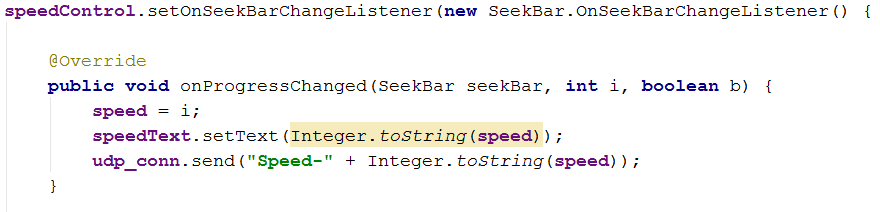 speedControl.setOnSeekBarChangeListener(new SeekBar.OnSeekBarChangeListener() {
@Override
public void onProgressChanged(SeekBar seekBar, int i, boolean b) {
speed = i;
speedText.setText(Integer.toString(speed));
udp_conn.send("Speed-" + Integer.toString(speed));
}